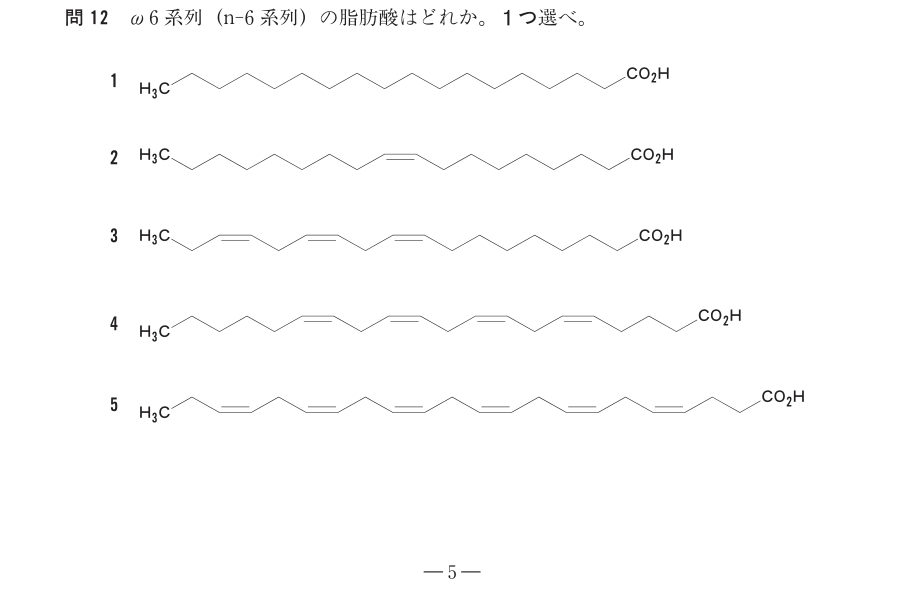 問 12 ω 6 系列（n-6 系列）の脂肪酸はどれか。1 つ選べ。
1 H₃C CO₂H
2 H₃C CO₂H
3 H₃C CO₂H
4 H₃C CO₂H
5 H₃C CO₂H
— 5 —